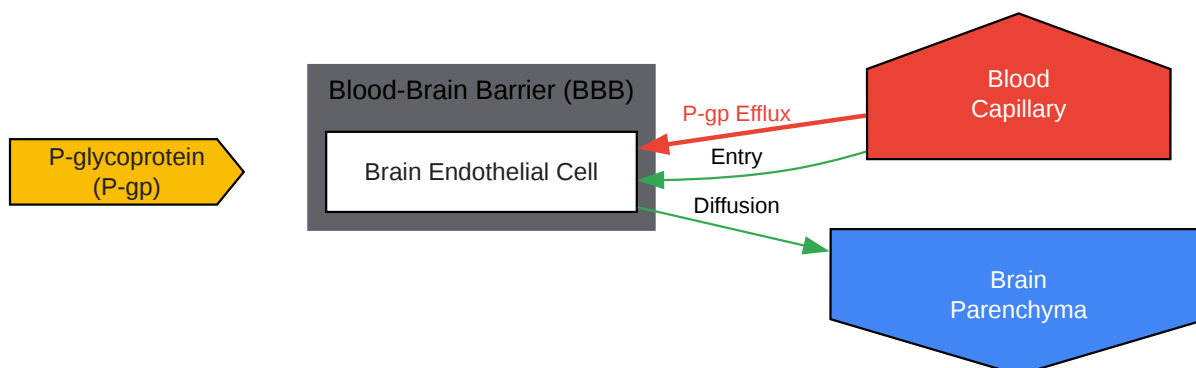 P-glycoprotein
(P-gp)
Blood-Brain Barrier (BBB)
Brain Endothelial Cell
P-gp Efflux
Entry
Diffusion
Blood
Capillary
Brain
Parenchyma